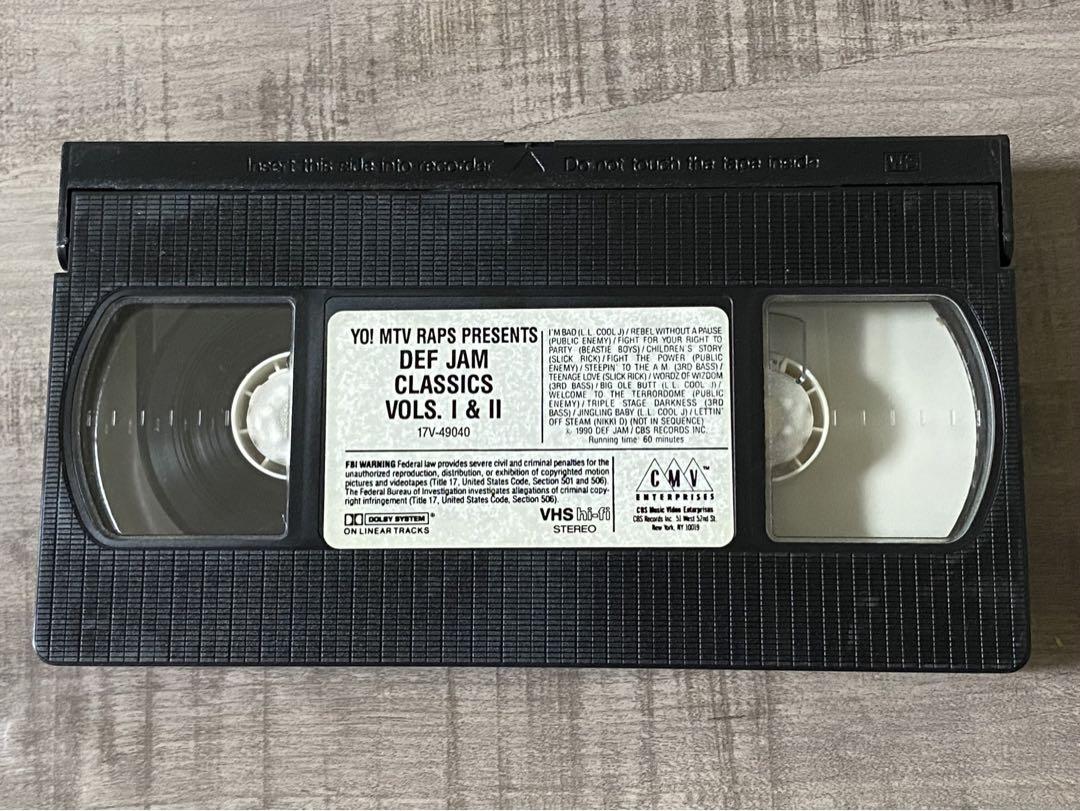 Insert this side into recorder Do not touch the tape inside VHS
YO! MTV RAPS PRESENTS
DEF JAM
CLASSICS
VOLS. I & II
17V-49040
I'M BAD (L.L. COOL J) / REBEL WITHOUT A PAUSE
(PUBLIC ENEMY) / FIGHT FOR YOUR RIGHT TO
PARTY (BEASTIE BOYS) / CHILDREN'S STORY
(SLICK RICK) / FIGHT THE POWER (PUBLIC
ENEMY) / STEEPIN' TO THE A.M. (3RD BASS) /
TEENAGE LOVE (SLICK RICK) / WORDZ OF WIZDOM
(3RD BASS) / BIG OLE BUTT (L.L. COOL J) /
WELCOME TO THE TERRORDOME (PUBLIC
ENEMY) / TRIPLE STAGE DARKNESS (3RD
BASS) / JINGLING BABY (L.L. COOL J) / LETTIN'
OFF STEAM (NIKKI D) (NOT IN SEQUENCE)
℗ 1990 DEF JAM / CBS RECORDS INC.
Running time: 60 minutes
FBI WARNING Federal law provides severe civil and criminal penalties for the
unauthorized reproduction, distribution, or exhibition of copyrighted motion
pictures and videotapes (Title 17, United States Code, Section 501 and 506).
The Federal Bureau of Investigation investigates allegations of criminal copy-
right infringement (Title 17, United States Code, Section 506).
DOLBY SYSTEM®
ON LINEAR TRACKS
VHS hi-fi
STEREO
CMV™
ENTERPRISES
CBS Music Video Enterprises
CBS Records Inc. 51 West 52nd St.
New York, NY 10019